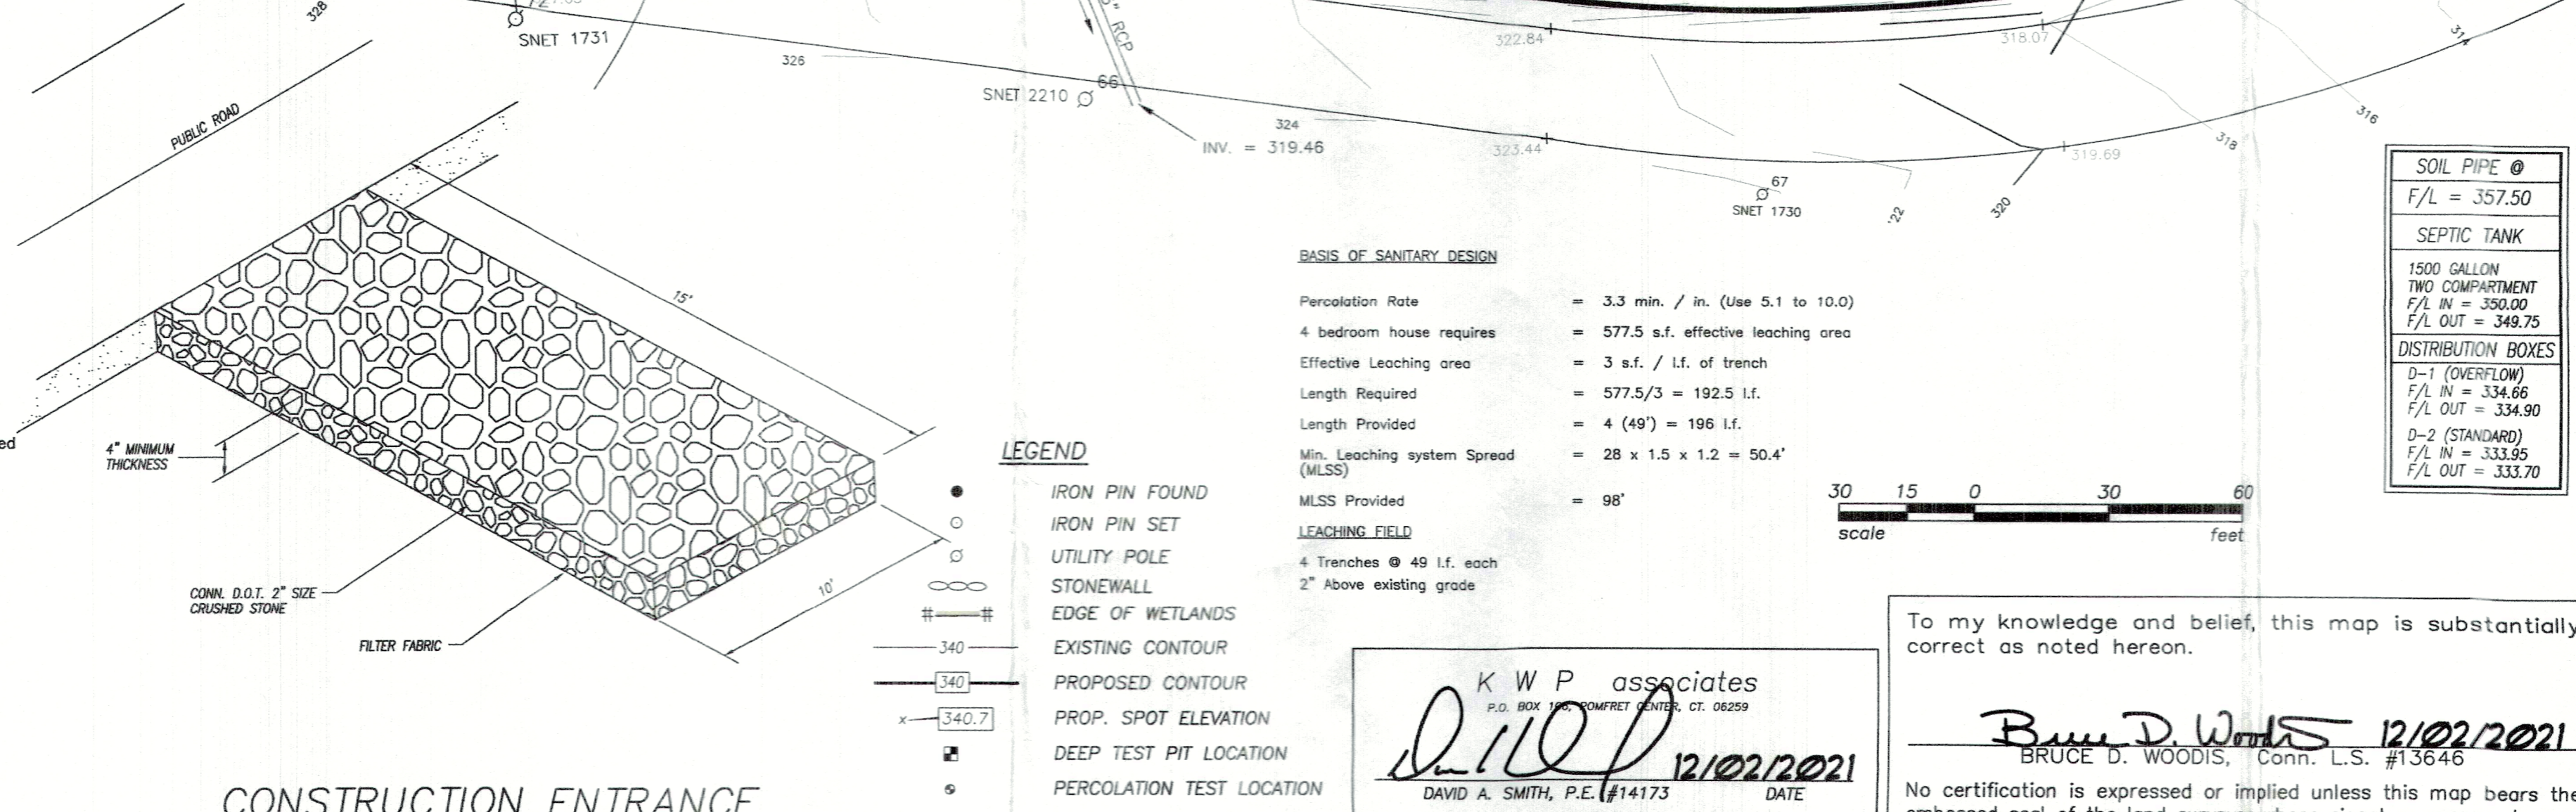 328
SNET 1731
326
" RCP
66
SNET 2210
INV. = 319.46
324
322.84
323.44
318.07
319.69
67
SNET 1730
320
318
316
314
PUBLIC ROAD
15'
10'
4" MINIMUM
THICKNESS
CONN. D.O.T. 2" SIZE
CRUSHED STONE
FILTER FABRIC
CONSTRUCTION ENTRANCE
ed
LEGEND
IRON PIN FOUND
IRON PIN SET
UTILITY POLE
STONEWALL
EDGE OF WETLANDS
340 EXISTING CONTOUR
340 PROPOSED CONTOUR
x 340.7 PROP. SPOT ELEVATION
DEEP TEST PIT LOCATION
PERCOLATION TEST LOCATION
BASIS OF SANITARY DESIGN
Percolation Rate = 3.3 min. / in. (Use 5.1 to 10.0)
4 bedroom house requires = 577.5 s.f. effective leaching area
Effective Leaching area = 3 s.f. / l.f. of trench
Length Required = 577.5/3 = 192.5 l.f.
Length Provided = 4 (49') = 196 l.f.
Min. Leaching system Spread = 28 x 1.5 x 1.2 = 50.4'
(MLSS)
MLSS Provided = 98'
LEACHING FIELD
4 Trenches @ 49 l.f. each
2" Above existing grade
30 15 0 30 60
scale feet
SOIL PIPE @
F/L = 357.50
SEPTIC TANK
1500 GALLON
TWO COMPARTMENT
F/L IN = 350.00
F/L OUT = 349.75
DISTRIBUTION BOXES
D-1 (OVERFLOW)
F/L IN = 334.66
F/L OUT = 334.90
D-2 (STANDARD)
F/L IN = 333.95
F/L OUT = 333.70
K W P associates
P.O. BOX POMFRET CENTER, CT. 06259
12/02/2021
DAVID A. SMITH, P.E. #14173 DATE
To my knowledge and belief, this map is substantially
correct as noted hereon.
Bruce D. Woodis 12/02/2021
BRUCE D. WOODIS, Conn. L.S. #13646
No certification is expressed or implied unless this map bears the